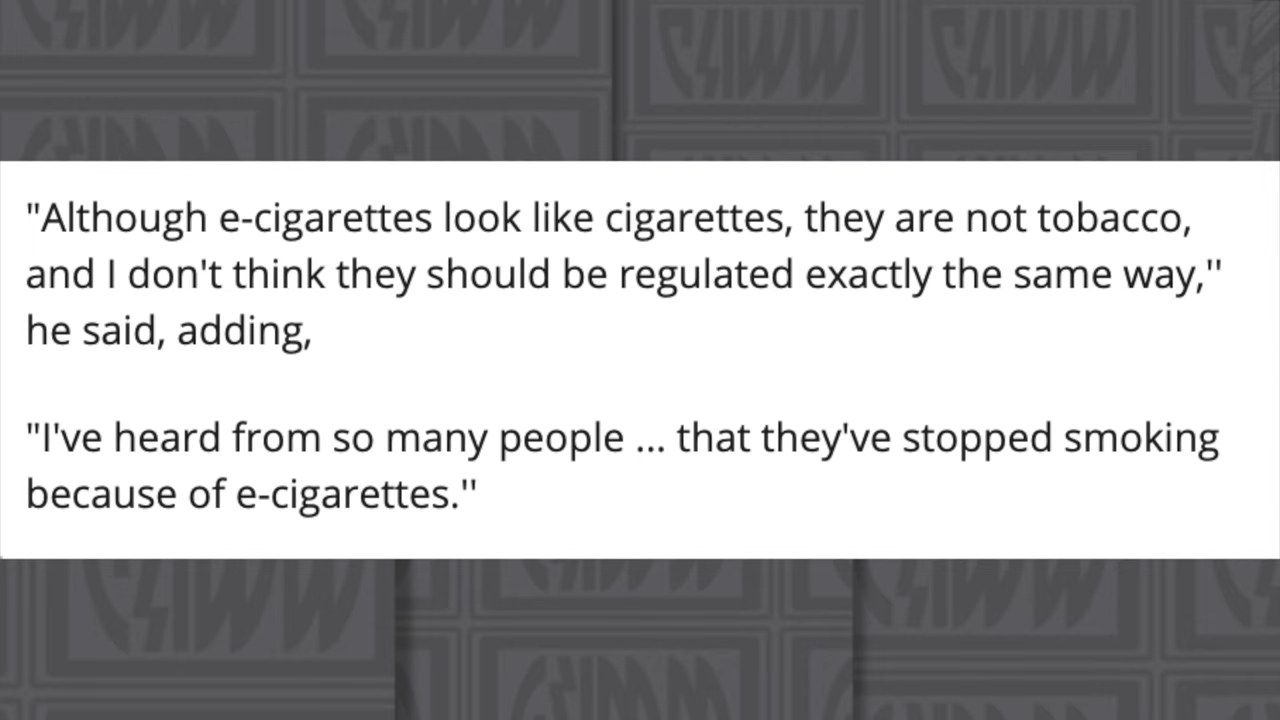 "Although e-cigarettes look like cigarettes, they are not tobacco,
and I don't think they should be regulated exactly the same way,''
he said, adding,
"I've heard from so many people ... that they've stopped smoking
because of e-cigarettes.''